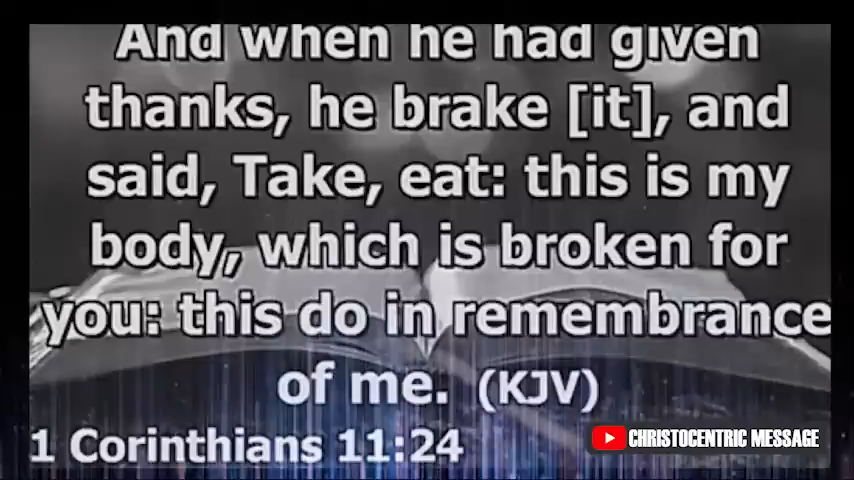 And when he had given
thanks, he brake [it], and
said, Take, eat: this is my
body, which is broken for
you: this do in remembrance
of me. (KJV)
1 Corinthians 11:24
CHRISTOCENTRIC MESSAGE